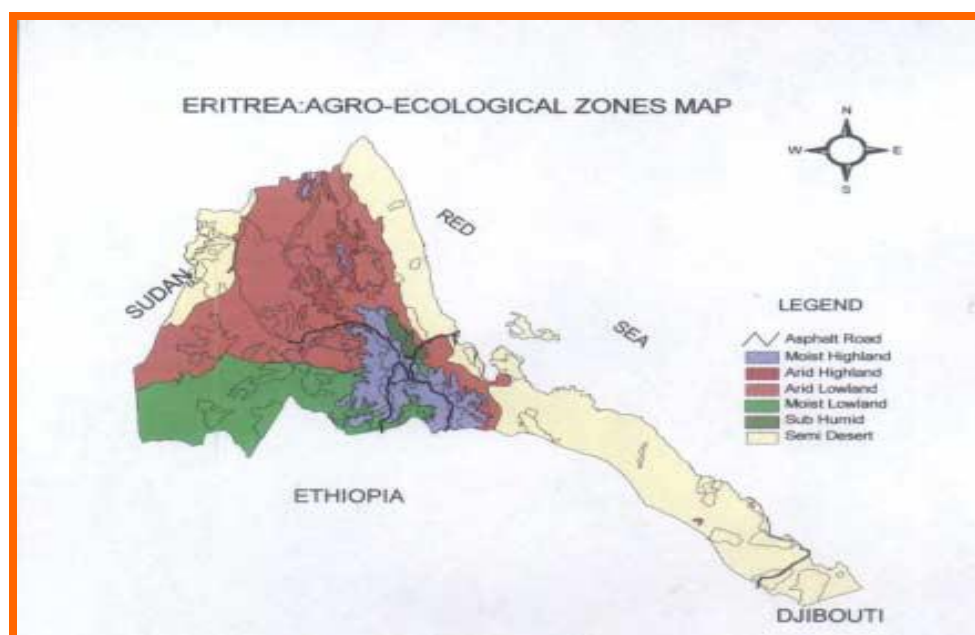 ERITREA:AGRO-ECOLOGICAL ZONES MAP
N
W E
S
RED
SUDAN
SEA
LEGEND
Asphalt Road
Moist Highland
Arid Highland
Arid Lowland
Moist Lowland
Sub Humid
Semi Desert
ETHIOPIA
DJIBOUTI